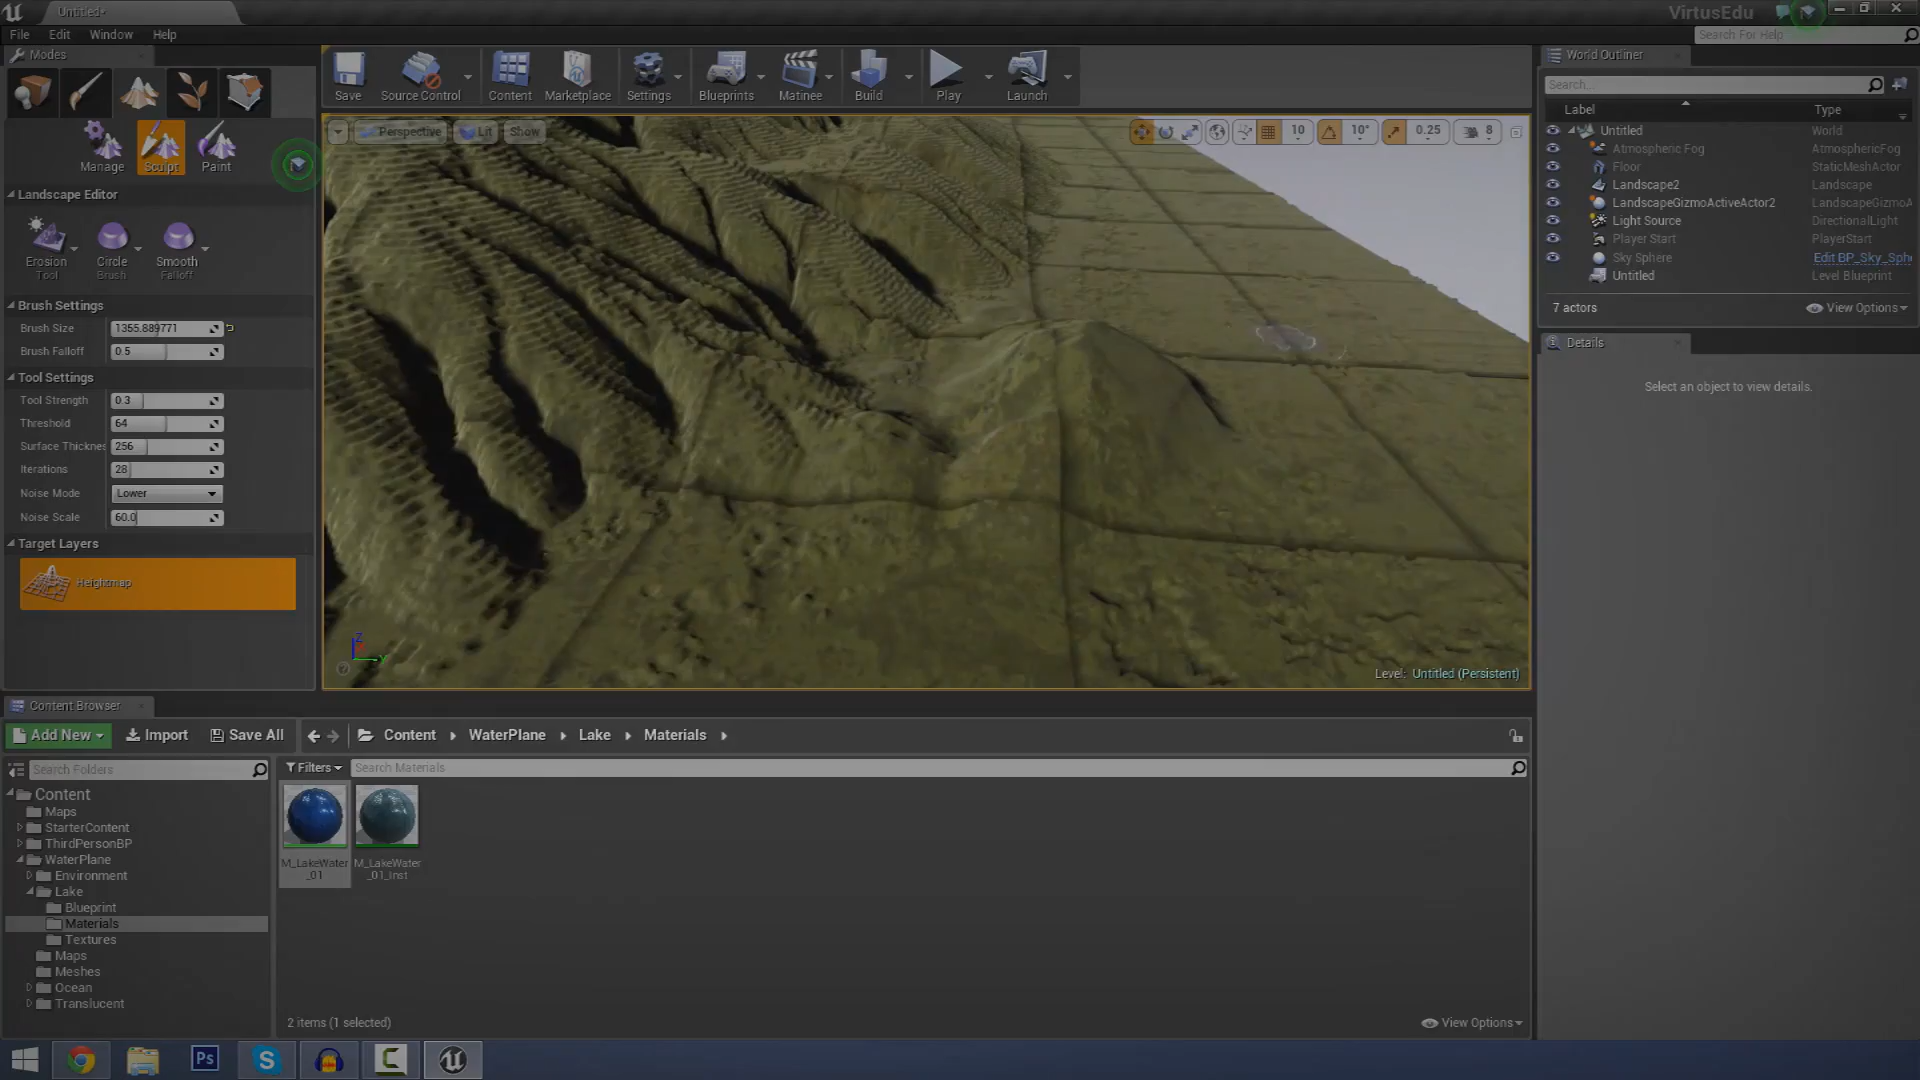 Untitled*
VirtusEdu
File Edit Window Help
Search For Help
Modes
Save
Source Control
Content
Marketplace
Settings
Blueprints
Matinee
Build
Play
Launch
World Outliner
Search...
Label
Type
Manage
Sculpt
Paint
Perspective
Lit
Show
10
10°
0.25
8
Untitled World
Atmospheric Fog AtmosphericFog
Floor StaticMeshActor
Landscape2 Landscape
LandscapeGizmoActiveActor2 LandscapeGizmoA
Light Source DirectionalLight
Player Start PlayerStart
Sky Sphere Edit BP_Sky_Sph
Untitled Level Blueprint
7 actors
View Options
Details
Select an object to view details.
Landscape Editor
Erosion
Tool
Circle
Brush
Smooth
Falloff
Brush Settings
Brush Size 1355.889771
Brush Falloff 0.5
Tool Settings
Tool Strength 0.3
Threshold 64
Surface Thicknes 256
Iterations 28
Noise Mode Lower
Noise Scale 60.0
Target Layers
Heightmap
Z
Y
Level: Untitled (Persistent)
Content Browser
Add New
Import
Save All
Content
WaterPlane
Lake
Materials
Search Folders
Filters
Search Materials
Content
Maps
StarterContent
ThirdPersonBP
WaterPlane
Environment
Lake
Blueprint
Materials
Textures
Maps
Meshes
Ocean
Translucent
M_LakeWater
_01
M_LakeWater
_01_Inst
2 items (1 selected)
View Options
Ps